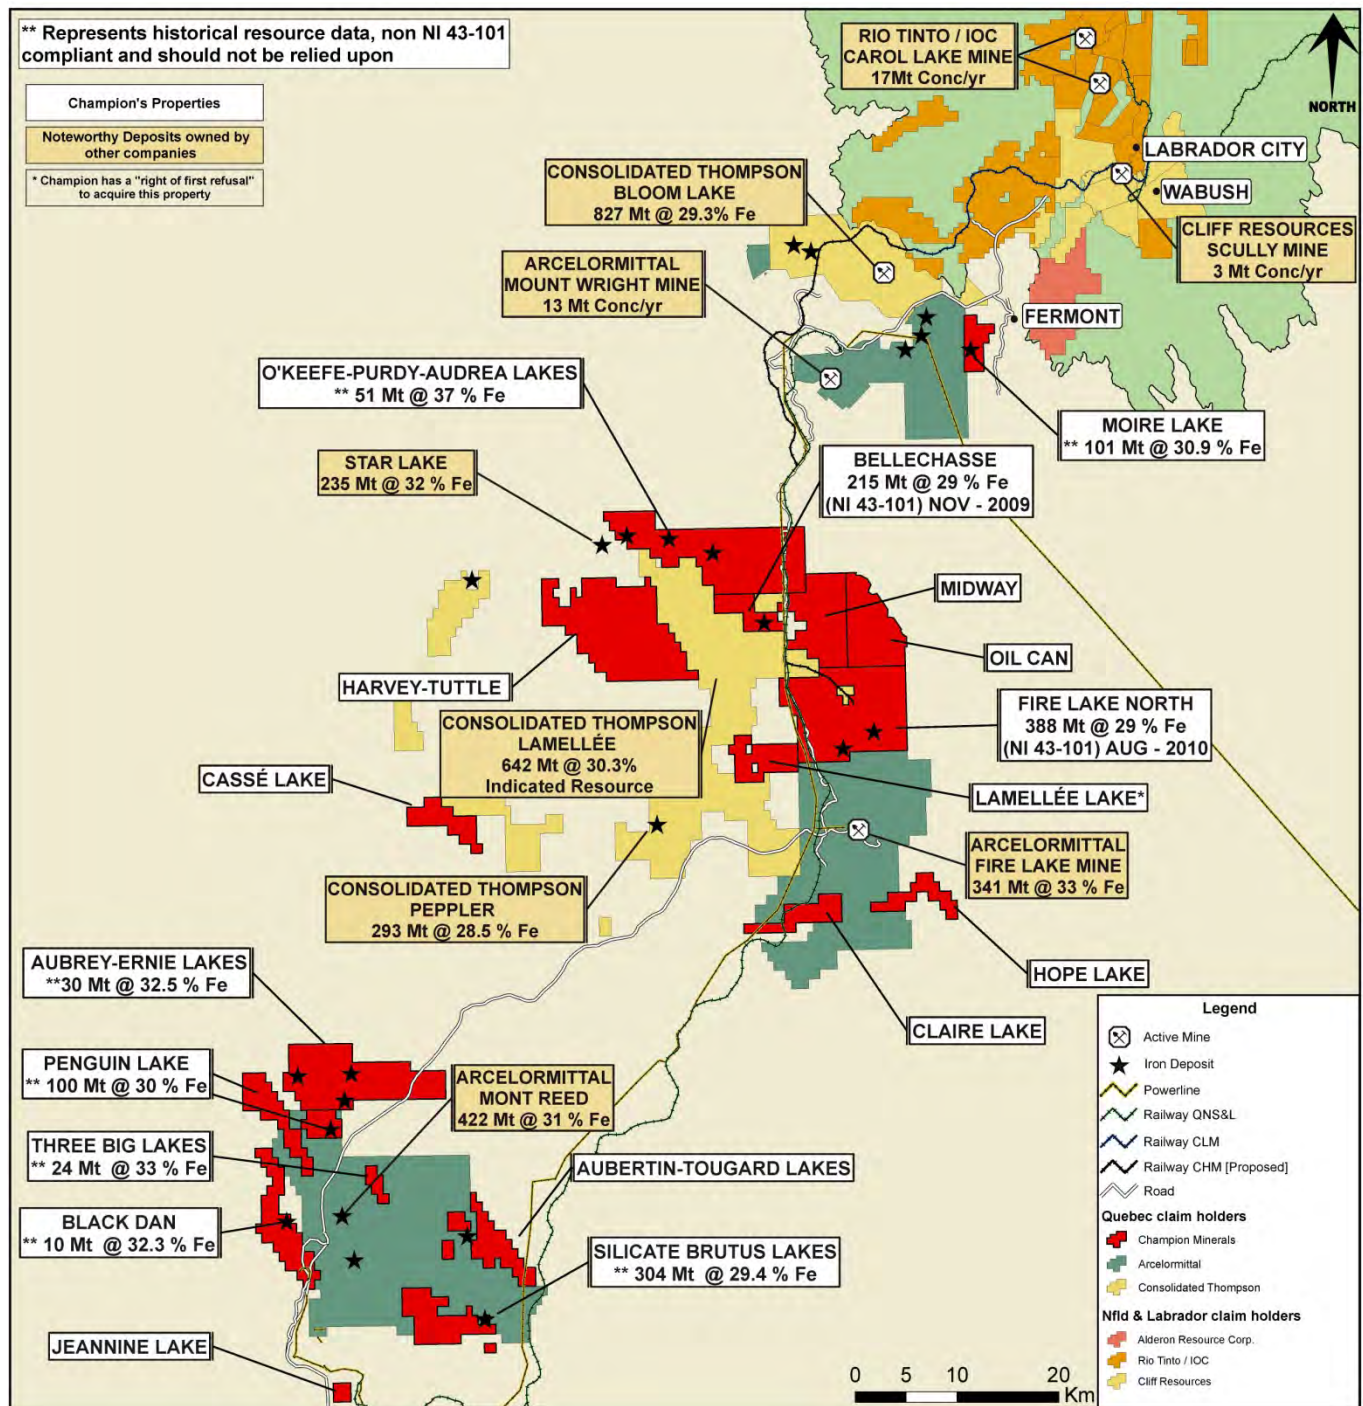 ** Represents historical resource data, non NI 43-101
compliant and should not be relied upon
Champion's Properties
Noteworthy Deposits owned by
other companies
* Champion has a "right of first refusal"
to acquire this property
RIO TINTO / IOC
CAROL LAKE MINE
17Mt Conc/yr
NORTH
LABRADOR CITY
WABUSH
CONSOLIDATED THOMPSON
BLOOM LAKE
827 Mt @ 29.3% Fe
CLIFF RESOURCES
SCULLY MINE
3 Mt Conc/yr
ARCELORMITTAL
MOUNT WRIGHT MINE
13 Mt Conc/yr
FERMONT
O'KEEFE-PURDY-AUDREA LAKES
** 51 Mt @ 37 % Fe
MOIRE LAKE
** 101 Mt @ 30.9 % Fe
STAR LAKE
235 Mt @ 32 % Fe
BELLECHASSE
215 Mt @ 29 % Fe
(NI 43-101) NOV - 2009
MIDWAY
OIL CAN
HARVEY-TUTTLE
FIRE LAKE NORTH
388 Mt @ 29 % Fe
(NI 43-101) AUG - 2010
CONSOLIDATED THOMPSON
LAMELLÉE
642 Mt @ 30.3%
Indicated Resource
CASSÉ LAKE
LAMELLÉE LAKE*
ARCELORMITTAL
FIRE LAKE MINE
341 Mt @ 33 % Fe
CONSOLIDATED THOMPSON
PEPPLER
293 Mt @ 28.5 % Fe
AUBREY-ERNIE LAKES
**30 Mt @ 32.5 % Fe
HOPE LAKE
CLAIRE LAKE
PENGUIN LAKE
** 100 Mt @ 30 % Fe
ARCELORMITTAL
MONT REED
422 Mt @ 31 % Fe
THREE BIG LAKES
** 24 Mt @ 33 % Fe
AUBERTIN-TOUGARD LAKES
BLACK DAN
** 10 Mt @ 32.3 % Fe
SILICATE BRUTUS LAKES
** 304 Mt @ 29.4 % Fe
JEANNINE LAKE
0 5 10 20
Km
Legend
Active Mine
Iron Deposit
Powerline
Railway QNS&L
Railway CLM
Railway CHM [Proposed]
Road
Quebec claim holders
Champion Minerals
Arcelormittal
Consolidated Thompson
Nfld & Labrador claim holders
Alderon Resource Corp.
Rio Tinto / IOC
Cliff Resources